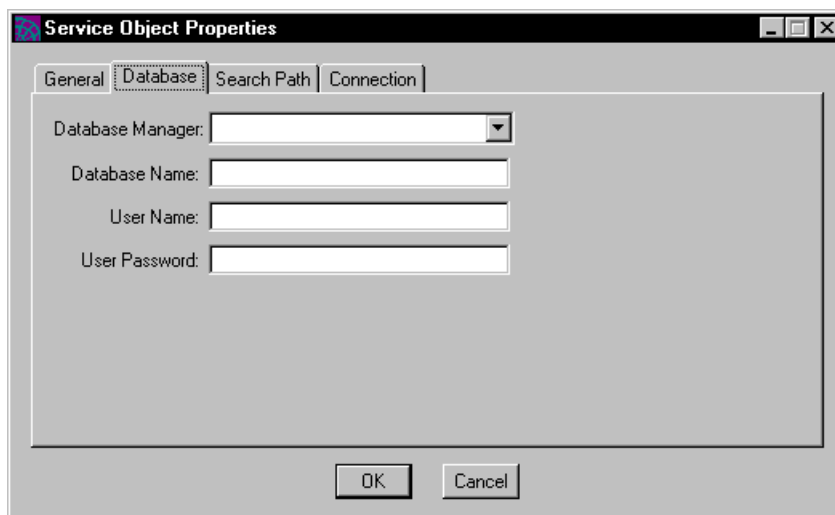 Service Object Properties
General Database Search Path Connection
Database Manager:
Database Name:
User Name:
User Password:
OK Cancel